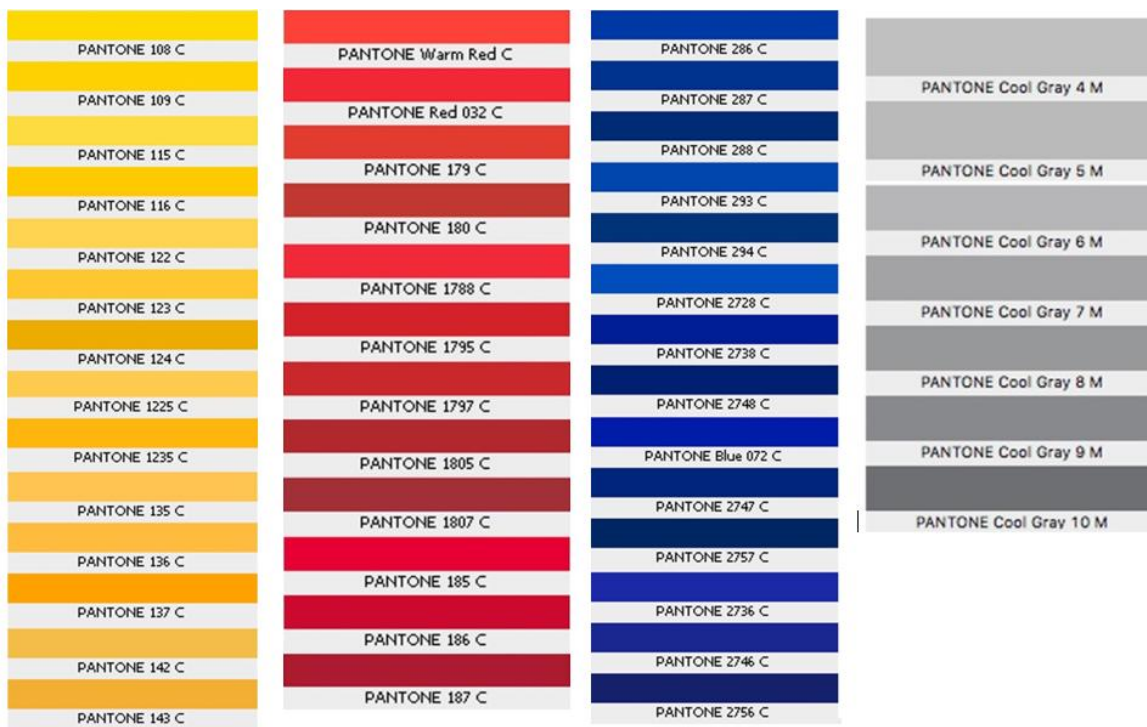 PANTONE 108 C
PANTONE 109 C
PANTONE 115 C
PANTONE 116 C
PANTONE 122 C
PANTONE 123 C
PANTONE 124 C
PANTONE 1225 C
PANTONE 1235 C
PANTONE 135 C
PANTONE 136 C
PANTONE 137 C
PANTONE 142 C
PANTONE 143 C
PANTONE Warm Red C
PANTONE Red 032 C
PANTONE 179 C
PANTONE 180 C
PANTONE 1788 C
PANTONE 1795 C
PANTONE 1797 C
PANTONE 1805 C
PANTONE 1807 C
PANTONE 185 C
PANTONE 186 C
PANTONE 187 C
PANTONE 286 C
PANTONE 287 C
PANTONE 288 C
PANTONE 293 C
PANTONE 294 C
PANTONE 2728 C
PANTONE 2738 C
PANTONE 2748 C
PANTONE Blue 072 C
PANTONE 2747 C
PANTONE 2757 C
PANTONE 2736 C
PANTONE 2746 C
PANTONE 2756 C
PANTONE Cool Gray 4 M
PANTONE Cool Gray 5 M
PANTONE Cool Gray 6 M
PANTONE Cool Gray 7 M
PANTONE Cool Gray 8 M
PANTONE Cool Gray 9 M
PANTONE Cool Gray 10 M